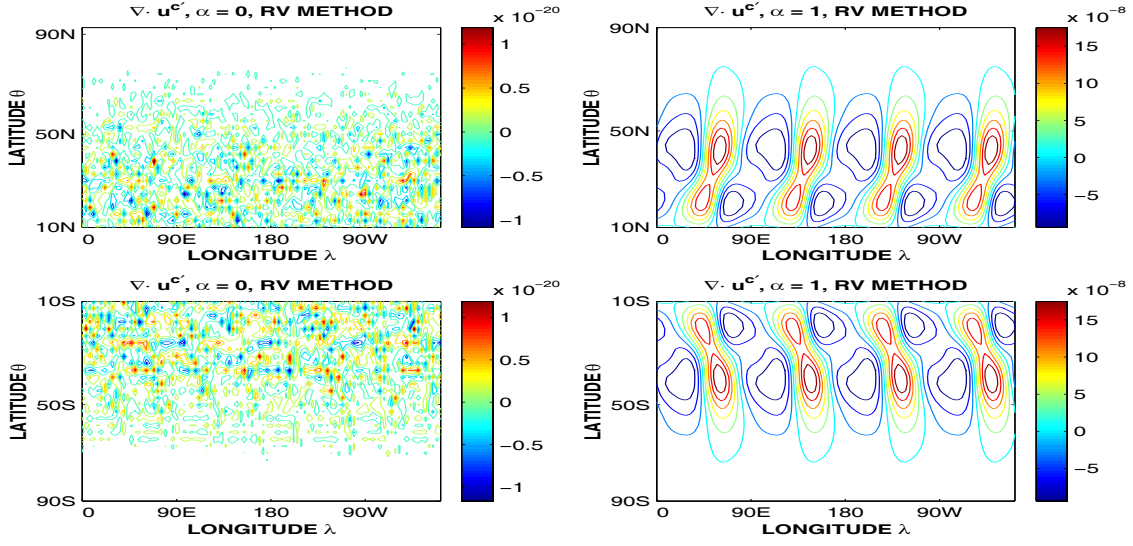 ∇· u^c′, α = 0, RV METHOD
x 10^−20
90N
50N
10N
LATITUDE θ
0 90E 180 90W
LONGITUDE λ
1
0.5
0
−0.5
−1
∇· u^c′, α = 1, RV METHOD
x 10^−8
90N
50N
10N
LATITUDE θ
0 90E 180 90W
LONGITUDE λ
15
10
5
0
−5
∇· u^c′, α = 0, RV METHOD
x 10^−20
10S
50S
90S
LATITUDE θ
0 90E 180 90W
LONGITUDE λ
1
0.5
0
−0.5
−1
∇· u^c′, α = 1, RV METHOD
x 10^−8
10S
50S
90S
LATITUDE θ
0 90E 180 90W
LONGITUDE λ
15
10
5
0
−5